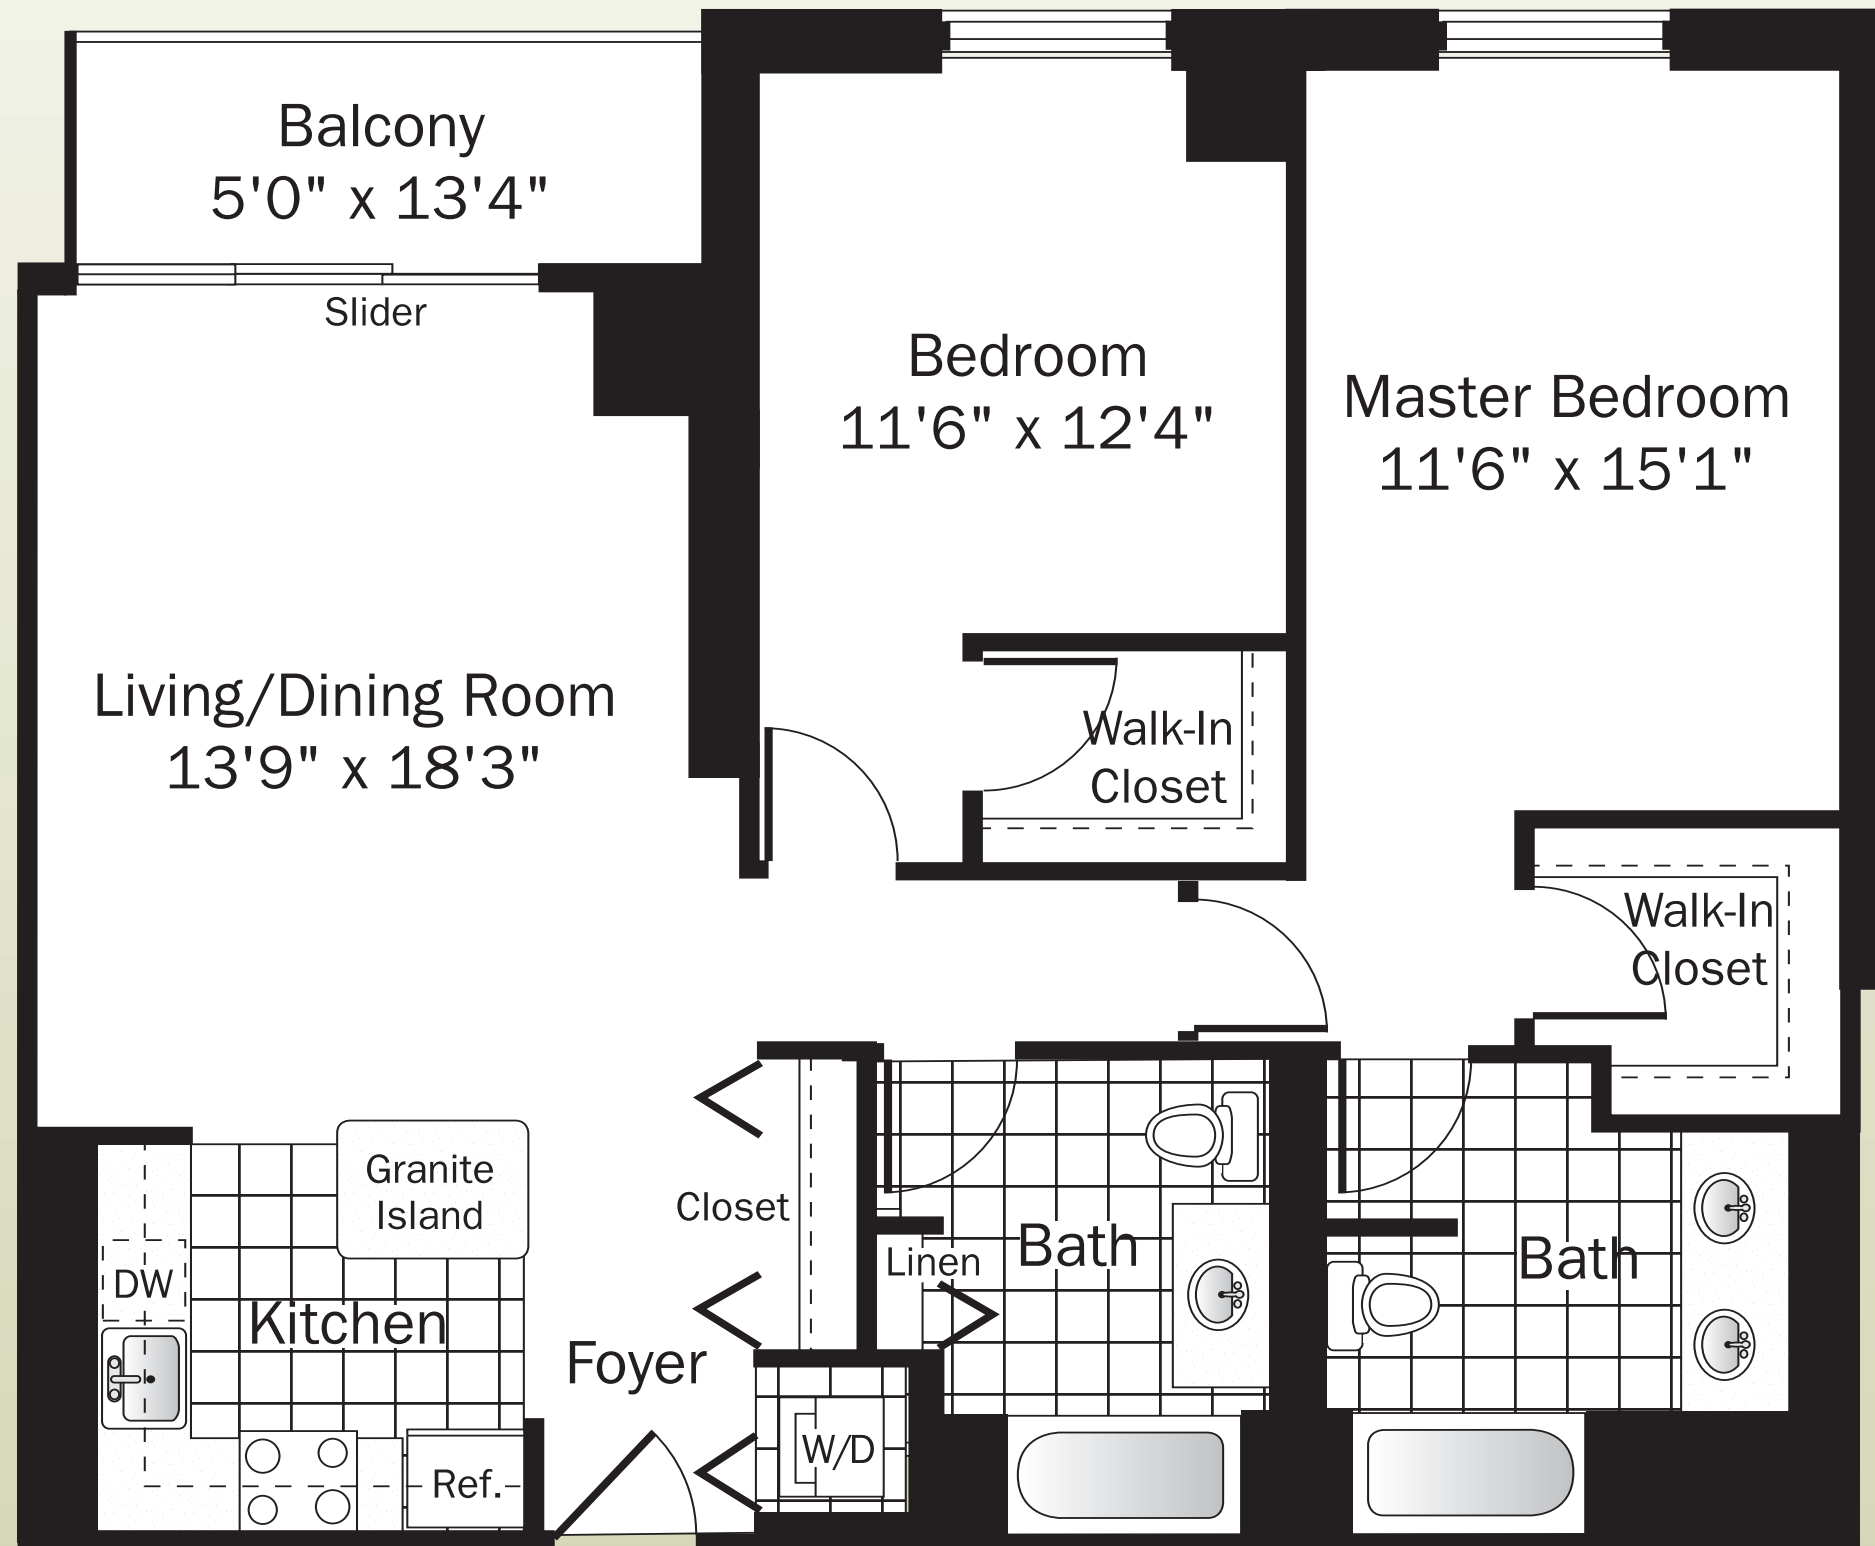 Balcony
5'0" x 13'4"
Slider
Bedroom
11'6" x 12'4"
Master Bedroom
11'6" x 15'1"
Living/Dining Room
13'9" x 18'3"
Walk-In
Closet
Walk-In
Closet
Granite
Island
DW
Kitchen
Ref.
Foyer
Closet
W/D
Linen
Bath
Bath